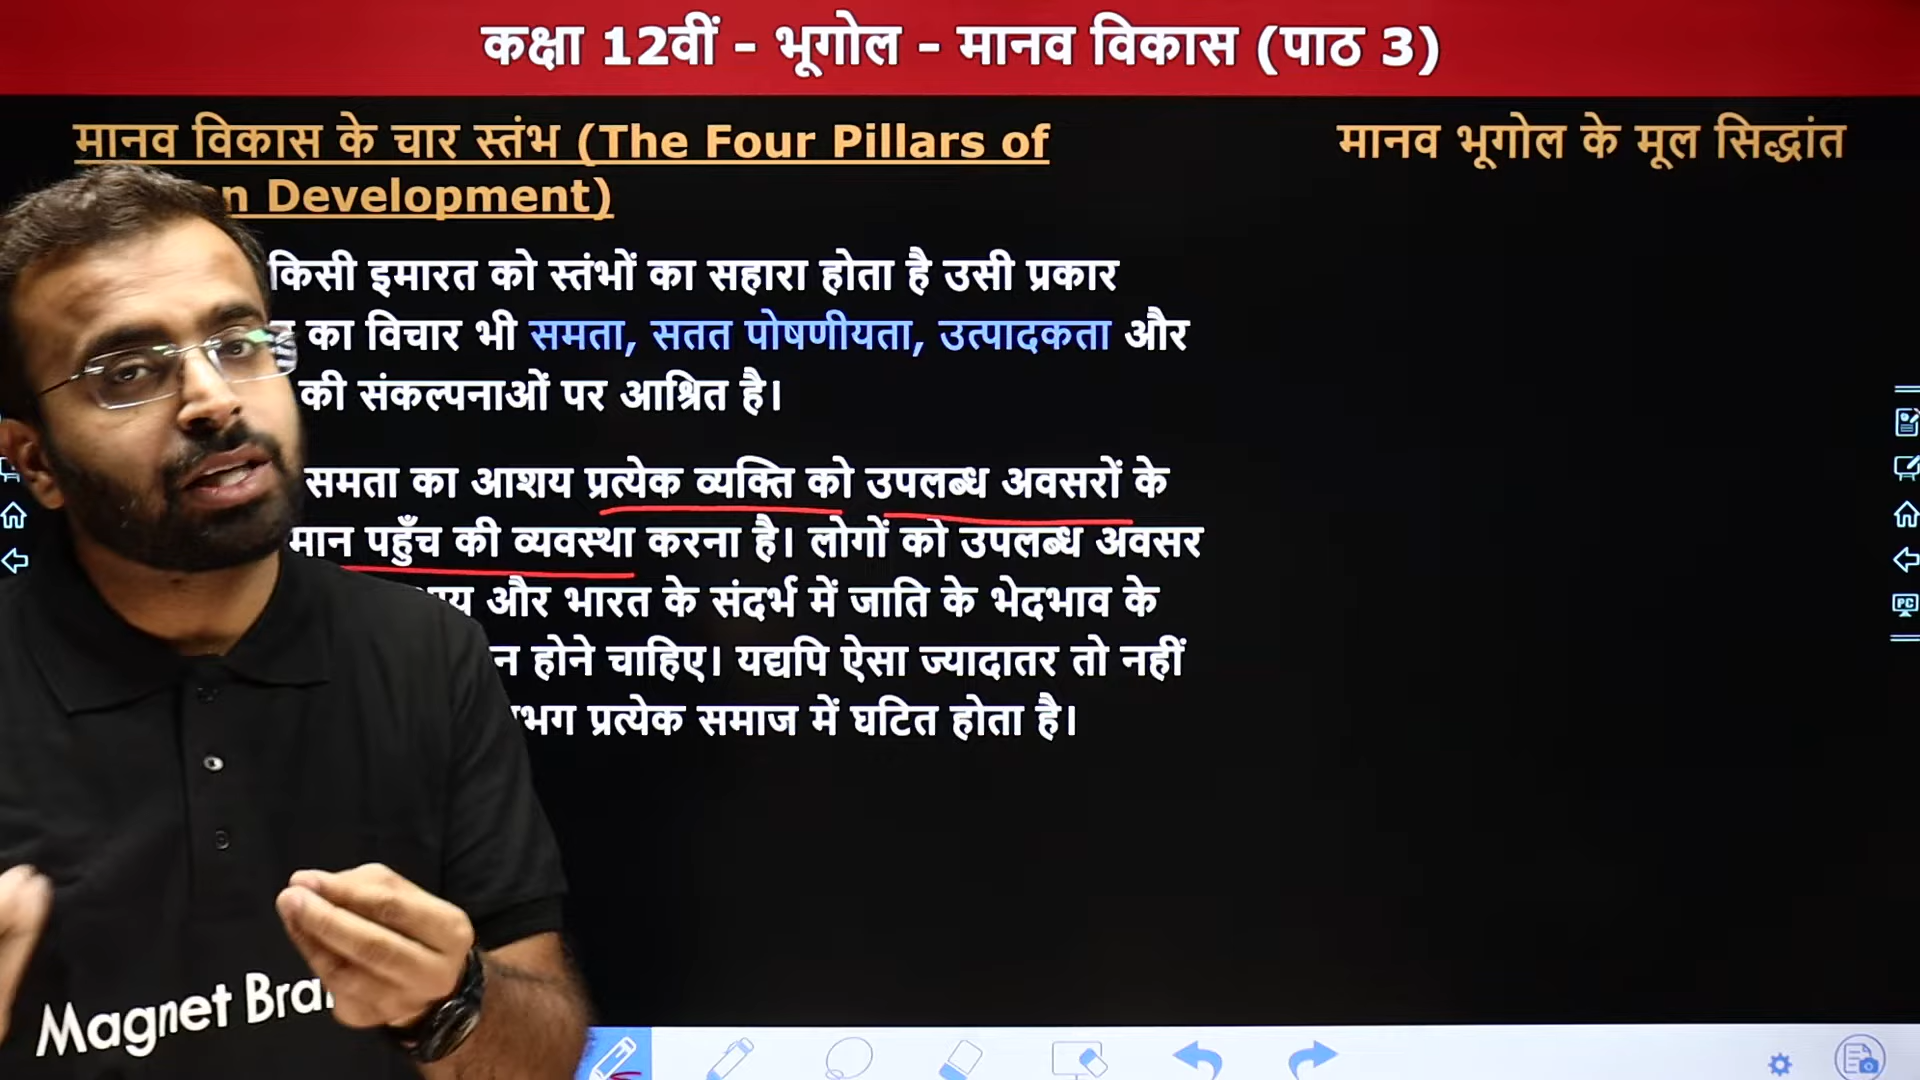 कक्षा 12वीं - भूगोल - मानव विकास (पाठ 3)
मानव विकास के चार स्तंभ (The Four Pillars of
Development)
मानव भूगोल के मूल सिद्धांत
किसी इमारत को स्तंभों का सहारा होता है उसी प्रकार
का विचार भी समता, सतत पोषणीयता, उत्पादकता और
की संकल्पनाओं पर आश्रित है।
समता का आशय प्रत्येक व्यक्ति को उपलब्ध अवसरों के
पहुँच की व्यवस्था करना है। लोगों को उपलब्ध अवसर
और भारत के संदर्भ में जाति के भेदभाव के
होने चाहिए। यद्यपि ऐसा ज्यादातर तो नहीं
प्रत्येक समाज में घटित होता है।
PC
Magnet